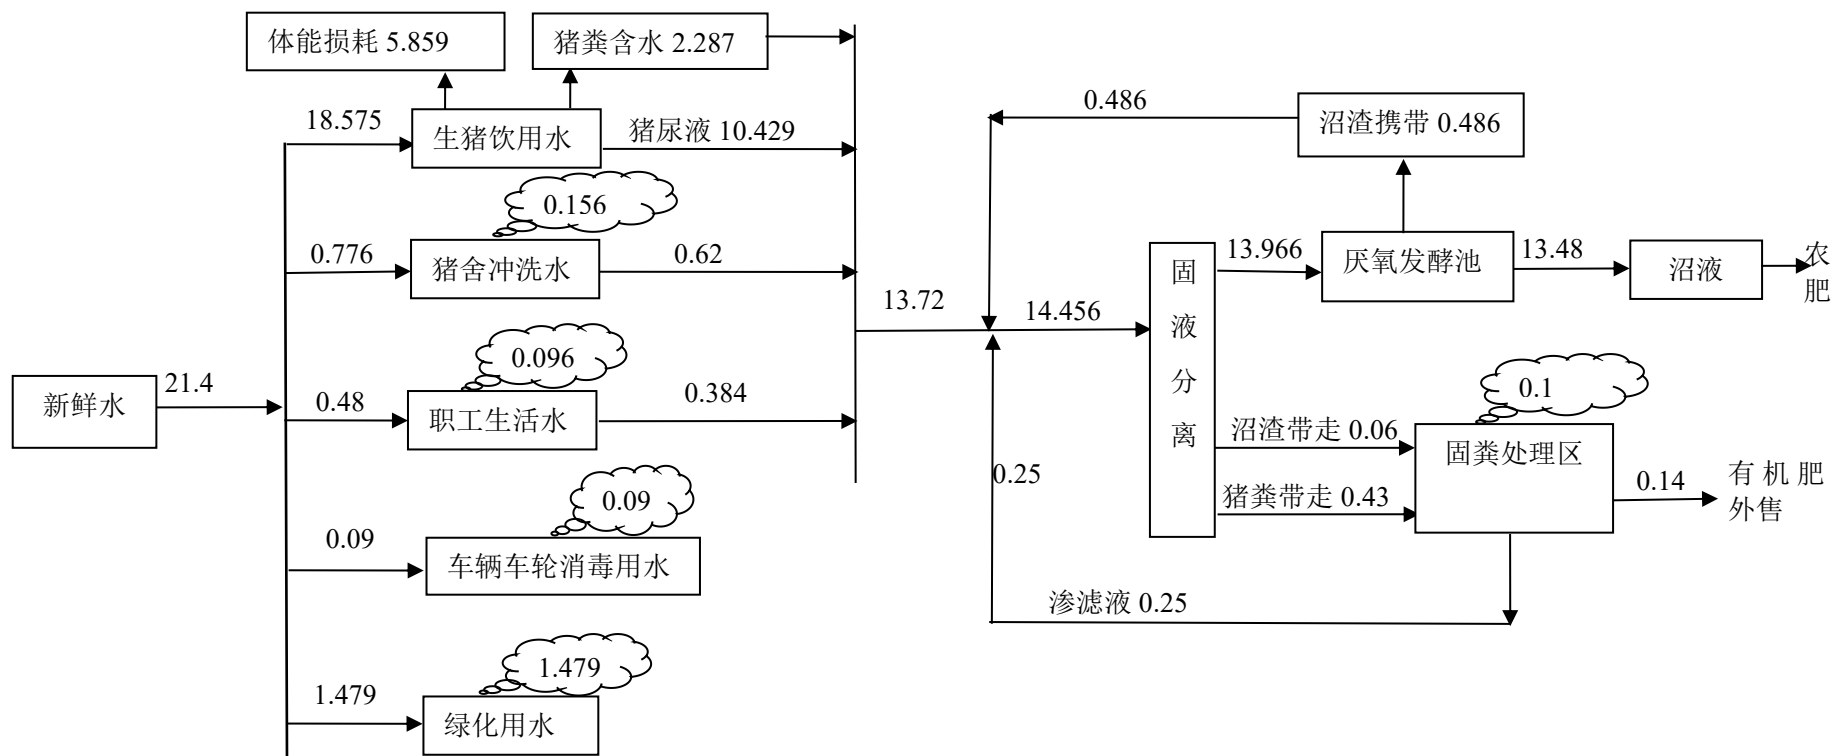 体能损耗 5.859
猪粪含水 2.287
18.575
生猪饮用水
猪尿液 10.429
0.486
沼渣携带 0.486
0.156
0.776
猪舍冲洗水
0.62
13.72
14.456
固
液
分
离
13.966
厌氧发酵池
13.48
沼液
农
肥
新鲜水
21.4
0.096
0.48
职工生活水
0.384
0.25
沼渣带走 0.06
猪粪带走 0.43
0.1
固粪处理区
0.14
有机肥
外售
0.09
0.09
车辆车轮消毒用水
渗滤液 0.25
1.479
1.479
绿化用水